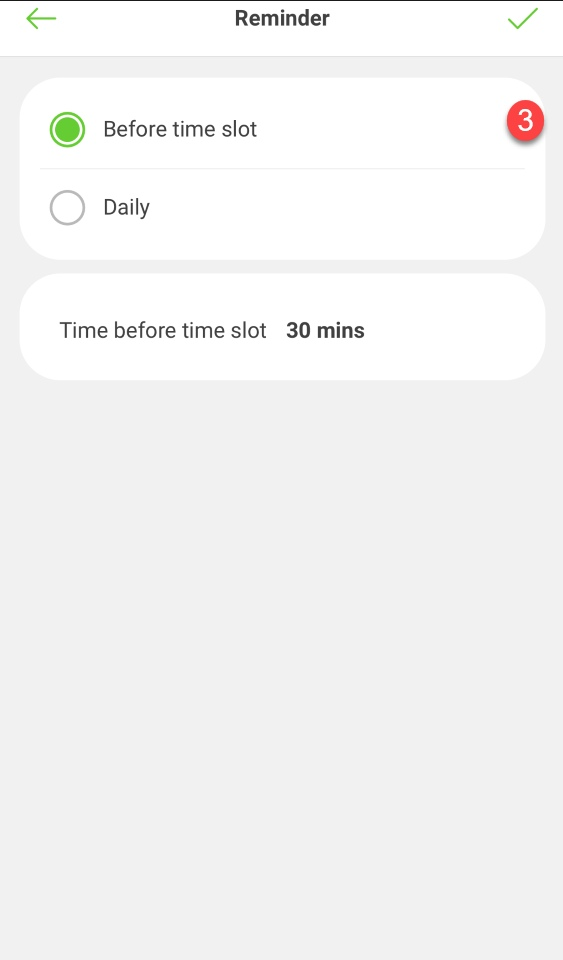 Reminder
Before time slot
3
Daily
Time before time slot 30 mins